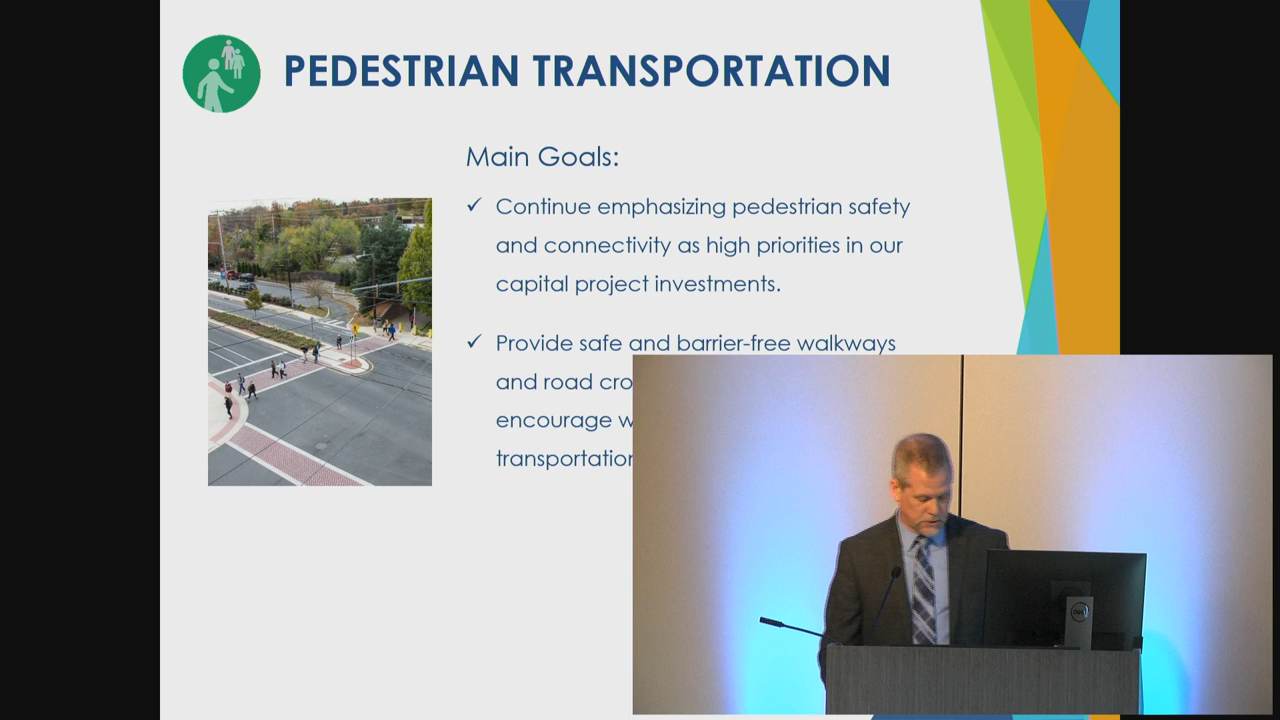 PEDESTRIAN TRANSPORTATION
Main Goals:
✓ Continue emphasizing pedestrian safety
and connectivity as high priorities in our
capital project investments.
✓ Provide safe and barrier-free walkways
and road cro
encourage w
transportation
DELL